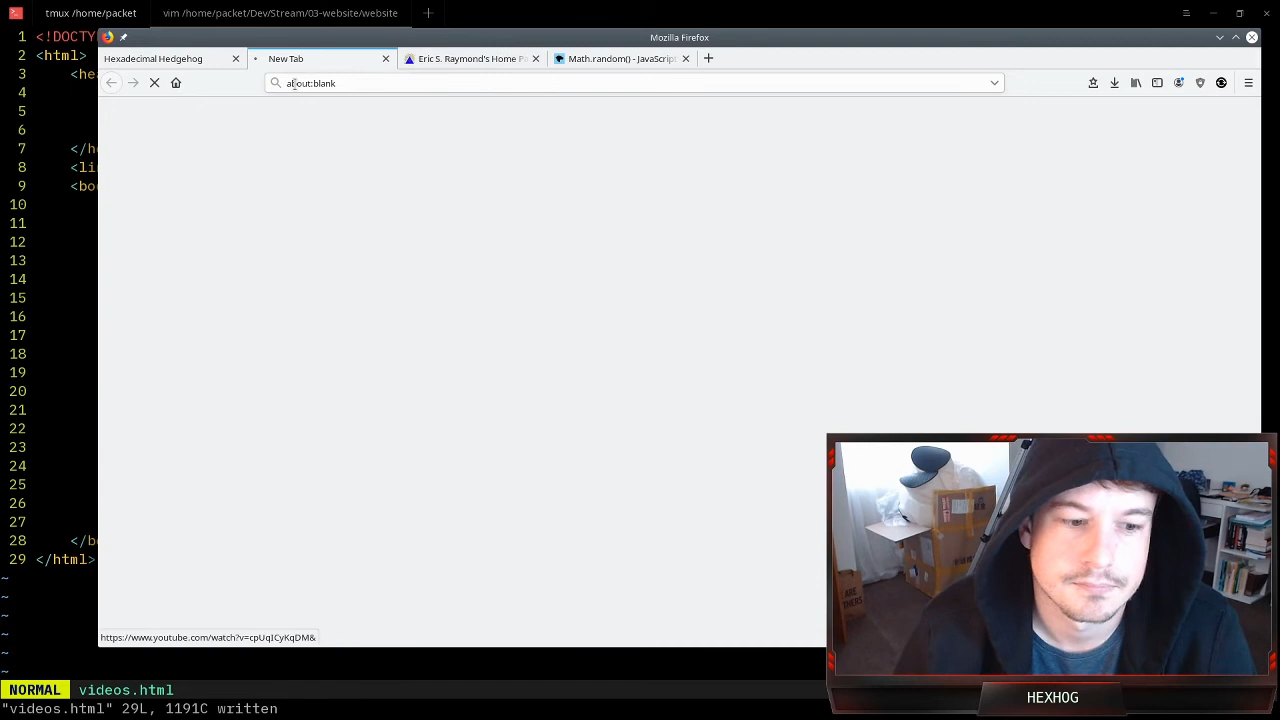 tmux /home/packet
vim /home/packet/Dev/Stream/03-website/website
Mozilla Firefox
Hexadecimal Hedgehog
New Tab
Eric S. Raymond's Home P
Math.random() - JavaScrip
about:blank
1 <!DOCTY
2 <html>
3 <hea
4
5
6
7 </he
8 <li
9 <bo
10
11
12
13
14
15
16
17
18
19
20
21
22
23
24
25
26
27
28 </b
29 </html>
~
~
~
~
~
~
https://www.youtube.com/watch?v=cpUqICyKqDM&
ARE
THERS
HEXHOG
NORMAL videos.html
"videos.html" 29L, 1191C written